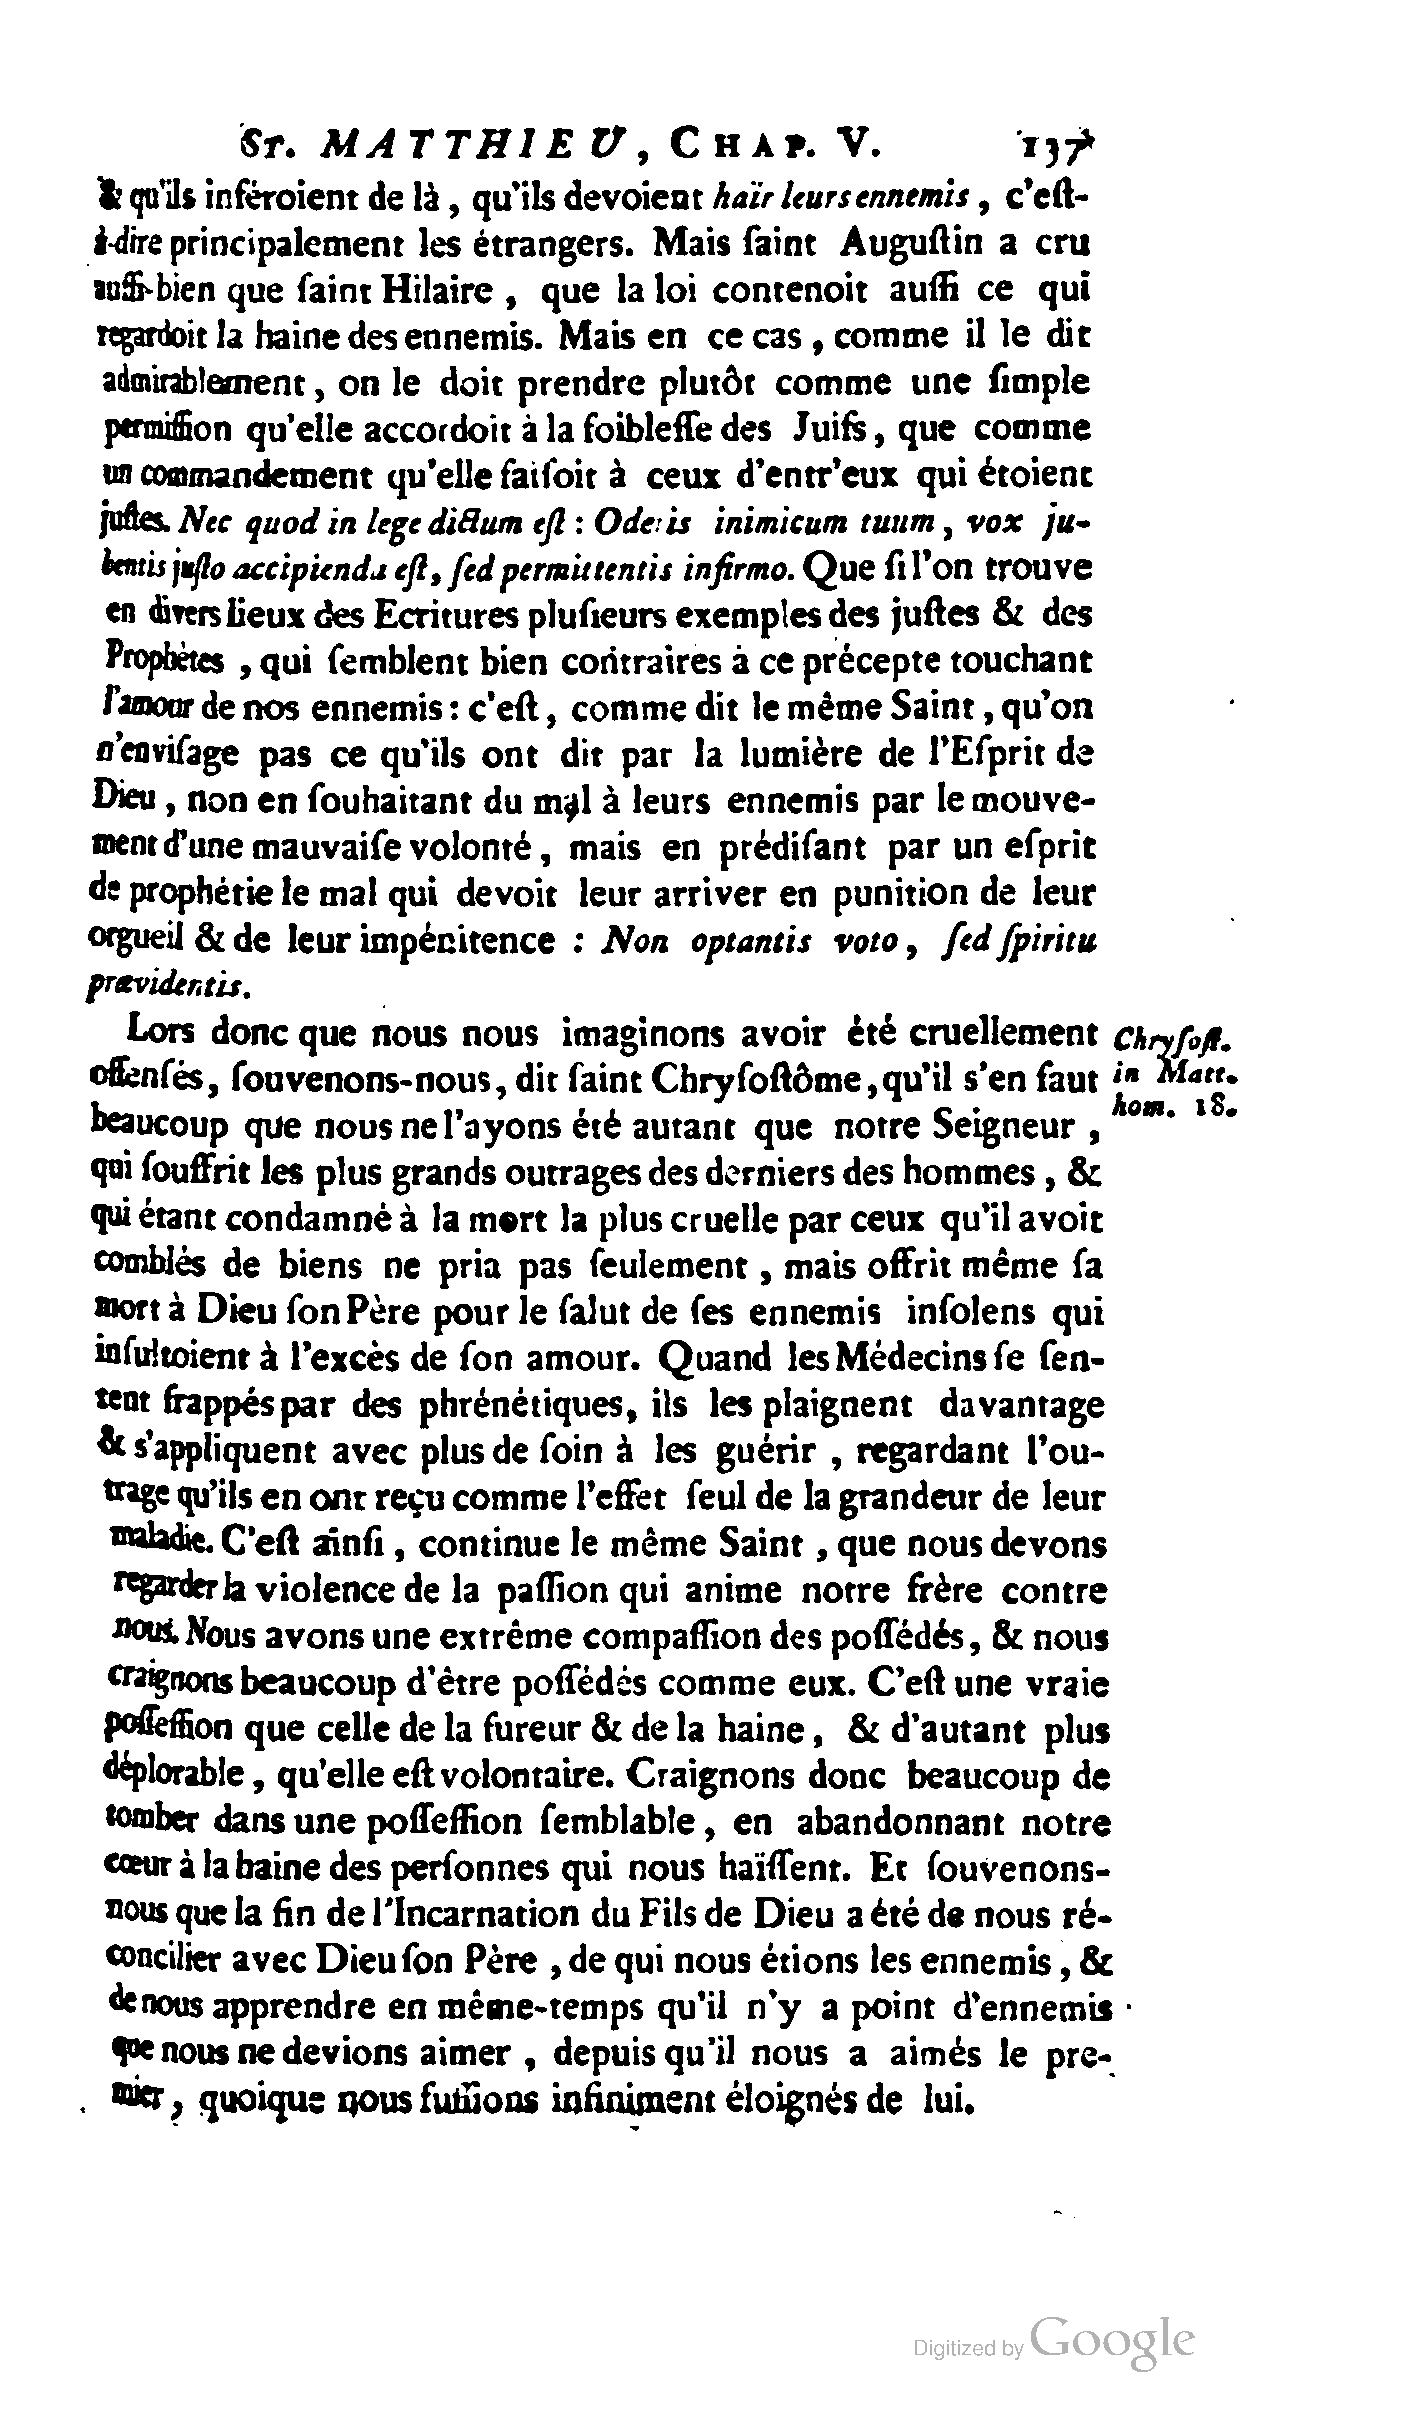 St. MATTHIEU, CHAP. V. 137
& qu'ils inféroient de là, qu'ils devoient haïr leurs ennemis, c'eſt-
à-dire principalement les étrangers. Mais ſaint Auguſtin a cru
auſſi-bien que ſaint Hilaire, que la loi contenoit auſſi ce qui
regardoit la haine des ennemis. Mais en ce cas, comme il le dit
admirablement, on le doit prendre plutôt comme une ſimple
permiſſion qu'elle accordoit à la foibleſſe des Juifs, que comme
un commandement qu'elle faiſoit à ceux d'entr'eux qui étoient
juſtes. Nec quod in lege dictum eſt : Oderis inimicum tuum, vox ju-
bentis juſto accipienda eſt, ſed permittentis infirmo. Que ſi l'on trouve
en divers lieux des Ecritures pluſieurs exemples des juſtes & des
Prophètes, qui ſemblent bien contraires à ce précepte touchant
l'amour de nos ennemis : c'eſt, comme dit le même Saint, qu'on
n'enviſage pas ce qu'ils ont dit par la lumière de l'Eſprit de
Dieu, non en ſouhaitant du mal à leurs ennemis par le mouve-
ment d'une mauvaiſe volonté, mais en prédiſant par un eſprit
de prophétie le mal qui devoit leur arriver en punition de leur
orgueil & de leur impénitence : Non optantis voto, ſed ſpiritu
prævidentis.
Lors donc que nous nous imaginons avoir été cruellement
offenſés, ſouvenons-nous, dit ſaint Chryſoſtôme, qu'il s'en faut
beaucoup que nous ne l'ayons été autant que notre Seigneur,
qui ſouffrit les plus grands outrages des derniers des hommes, &
qui étant condamné à la mort la plus cruelle par ceux qu'il avoit
comblés de biens ne pria pas ſeulement, mais offrit même ſa
mort à Dieu ſon Père pour le ſalut de ſes ennemis inſolens qui
inſultoient à l'excès de ſon amour. Quand les Médecins ſe ſen-
tent frappés par des phrénétiques, ils les plaignent davantage
& s'appliquent avec plus de ſoin à les guérir, regardant l'ou-
trage qu'ils en ont reçu comme l'effet ſeul de la grandeur de leur
maladie. C'eſt ainſi, continue le même Saint, que nous devons
regarder la violence de la paſſion qui anime notre frère contre
nous. Nous avons une extrême compaſſion des poſſédés, & nous
craignons beaucoup d'être poſſédés comme eux. C'eſt une vraie
poſſeſſion que celle de la fureur & de la haine, & d'autant plus
déplorable, qu'elle eſt volontaire. Craignons donc beaucoup de
tomber dans une poſſeſſion ſemblable, en abandonnant notre
cœur à la haine des perſonnes qui nous haïſſent. Et ſouvenons-
nous que la fin de l'Incarnation du Fils de Dieu a été de nous ré-
concilier avec Dieu ſon Père, de qui nous étions les ennemis, &
de nous apprendre en même-temps qu'il n'y a point d'ennemis
que nous ne devions aimer, depuis qu'il nous a aimés le pre-
mier, quoique nous fuſſions infiniment éloignés de lui.
Chryſoſt.
in Matt.
hom. 18.
Digitized by Google